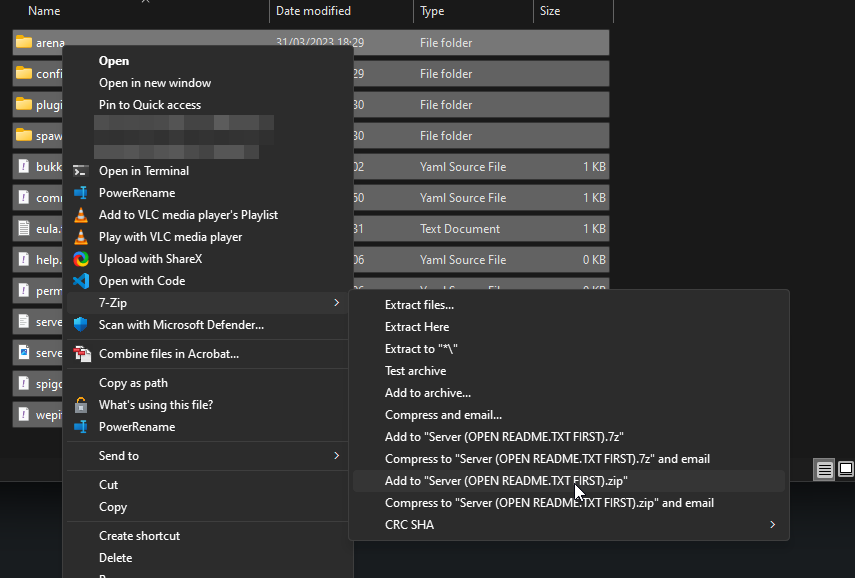 Name Date modified Type Size
arena 31/03/2023 18:29 File folder
confi 29 File folder
plugi 30 File folder
spaw 30 File folder
bukk 02 Yaml Source File 1 KB
com 50 Yaml Source File 1 KB
eula. 31 Text Document 1 KB
help. 06 Yaml Source File 0 KB
perm 06 Yaml Source File 0 KB
serve
serve
spigo
wepi
Open
Open in new window
Pin to Quick access
Open in Terminal
PowerRename
Add to VLC media player's Playlist
Play with VLC media player
Upload with ShareX
Open with Code
7-Zip
Scan with Microsoft Defender...
Combine files in Acrobat...
Copy as path
What's using this file?
PowerRename
Send to
Cut
Copy
Create shortcut
Delete
Extract files...
Extract Here
Extract to "*\"
Test archive
Add to archive...
Compress and email...
Add to "Server (OPEN README.TXT FIRST).7z"
Compress to "Server (OPEN README.TXT FIRST).7z" and email
Add to "Server (OPEN README.TXT FIRST).zip"
Compress to "Server (OPEN README.TXT FIRST).zip" and email
CRC SHA